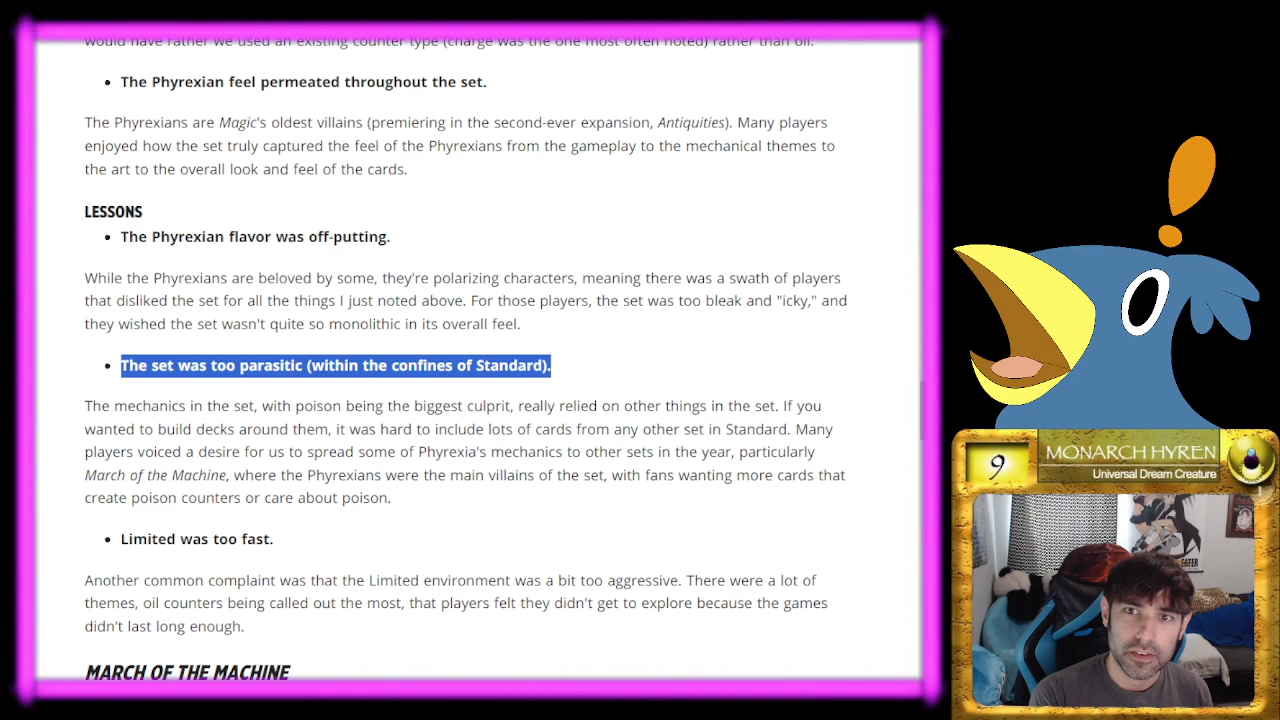 would have rather we used an existing counter type (charge was the one most often noted) rather than oil.
• The Phyrexian feel permeated throughout the set.
The Phyrexians are Magic's oldest villains (premiering in the second-ever expansion, Antiquities). Many players
enjoyed how the set truly captured the feel of the Phyrexians from the gameplay to the mechanical themes to
the art to the overall look and feel of the cards.
LESSONS
• The Phyrexian flavor was off-putting.
While the Phyrexians are beloved by some, they're polarizing characters, meaning there was a swath of players
that disliked the set for all the things I just noted above. For those players, the set was too bleak and "icky," and
they wished the set wasn't quite so monolithic in its overall feel.
• The set was too parasitic (within the confines of Standard).
The mechanics in the set, with poison being the biggest culprit, really relied on other things in the set. If you
wanted to build decks around them, it was hard to include lots of cards from any other set in Standard. Many
players voiced a desire for us to spread some of Phyrexia's mechanics to other sets in the year, particularly
March of the Machine, where the Phyrexians were the main villains of the set, with fans wanting more cards that
create poison counters or care about poison.
• Limited was too fast.
Another common complaint was that the Limited environment was a bit too aggressive. There were a lot of
themes, oil counters being called out the most, that players felt they didn't get to explore because the games
didn't last long enough.
MARCH OF THE MACHINE
9
MONARCH HYREN
Universal Dream Creature
1